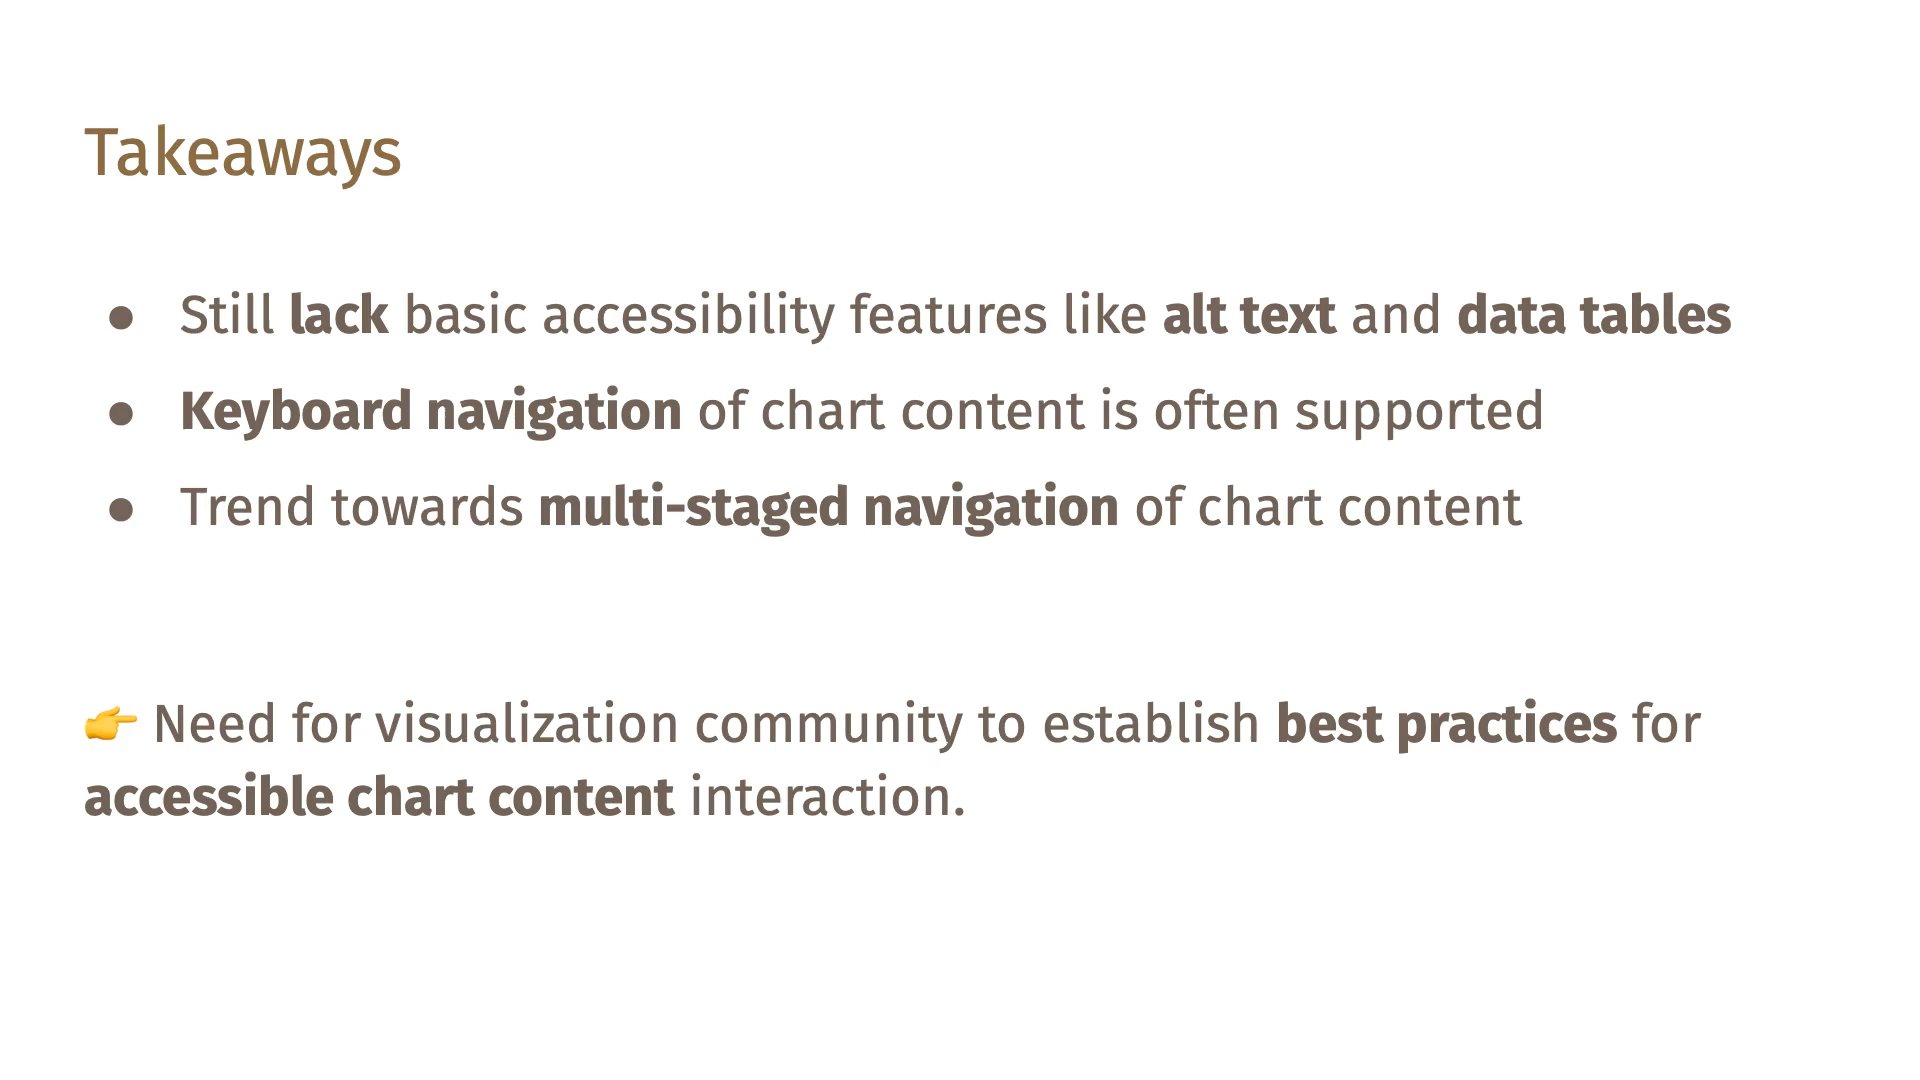 Takeaways
● Still lack basic accessibility features like alt text and data tables
● Keyboard navigation of chart content is often supported
● Trend towards multi-staged navigation of chart content
👉 Need for visualization community to establish best practices for
accessible chart content interaction.